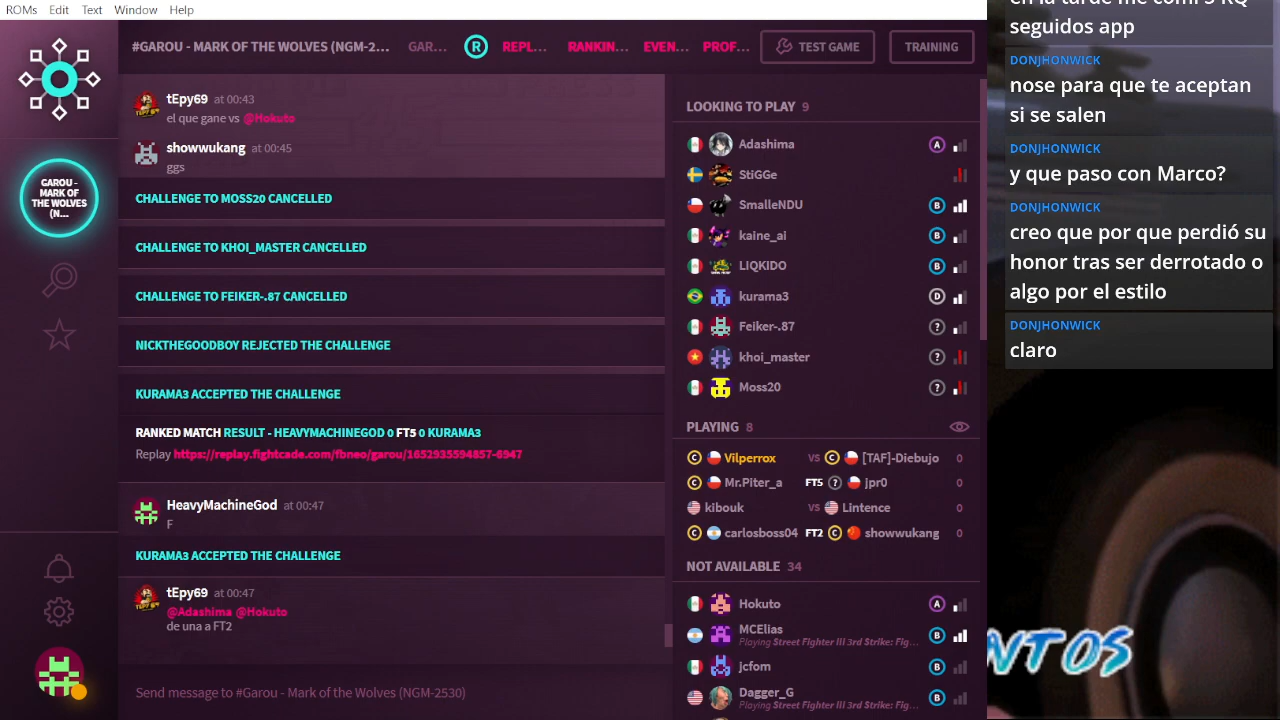 ROMs Edit Text Window Help
#GAROU - MARK OF THE WOLVES (NGM-2... GAR... R REPL... RANKIN... EVEN... PROF... TEST GAME TRAINING
GAROU -
MARK OF
THE WOLVES
(N...
tEpy69 at 00:43
el que gane vs @Hokuto
showwukang at 00:45
ggs
CHALLENGE TO MOSS20 CANCELLED
CHALLENGE TO KHOI_MASTER CANCELLED
CHALLENGE TO FEIKER-.87 CANCELLED
NICKTHEGOODBOY REJECTED THE CHALLENGE
KURAMA3 ACCEPTED THE CHALLENGE
RANKED MATCH RESULT - HEAVYMACHINEGOD 0 FT5 0 KURAMA3
Replay https://replay.fightcade.com/fbneo/garou/1652935594857-6947
HeavyMachineGod at 00:47
F
KURAMA3 ACCEPTED THE CHALLENGE
tEpy69 at 00:47
@Adashima @Hokuto
de una a FT2
Send message to #Garou - Mark of the Wolves (NGM-2530)
LOOKING TO PLAY 9
Adashima A
StiGGe
SmalleNDU B
kaine_ai B
LIQKIDO B
kurama3 D
Feiker-.87 ?
khoi_master ?
Moss20 ?
PLAYING 8
C Vilperrox VS C [TAF]-Diebujo 0
C Mr.Piter_a FT5 ? jpr0 0
kibouk VS Lintence 0
C carlosboss04 FT2 C showwukang 0
NOT AVAILABLE 34
Hokuto A
MCElias B
Playing Street Fighter III 3rd Strike: Fig...
jcfom B
Dagger_G B
Playing Street Fighter III 3rd Strike: Fig...
en la tarde me comí 3 RQ
seguidos app
DONJHONWICK
nose para que te aceptan
si se salen
DONJHONWICK
y que paso con Marco?
DONJHONWICK
creo que por que perdió su
honor tras ser derrotado o
algo por el estilo
DONJHONWICK
claro
NTOS